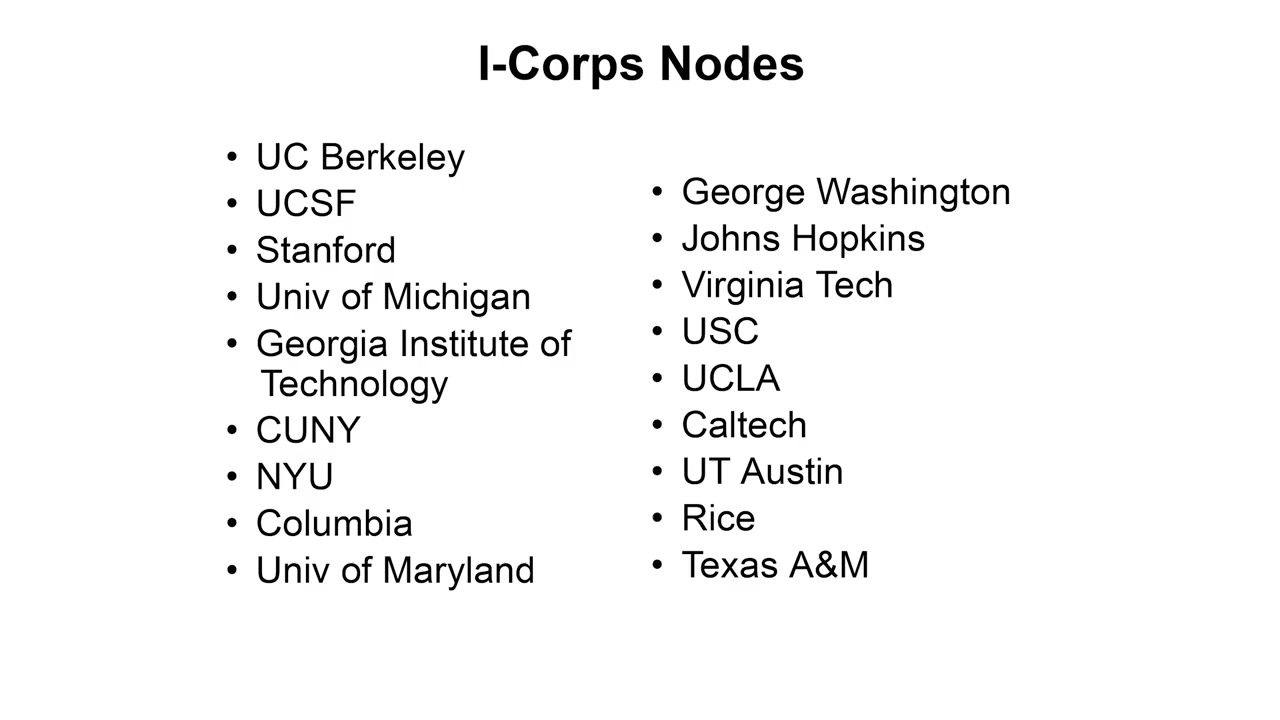 I-Corps Nodes
• UC Berkeley
• UCSF
• Stanford
• Univ of Michigan
• Georgia Institute of
Technology
• CUNY
• NYU
• Columbia
• Univ of Maryland
• George Washington
• Johns Hopkins
• Virginia Tech
• USC
• UCLA
• Caltech
• UT Austin
• Rice
• Texas A&M